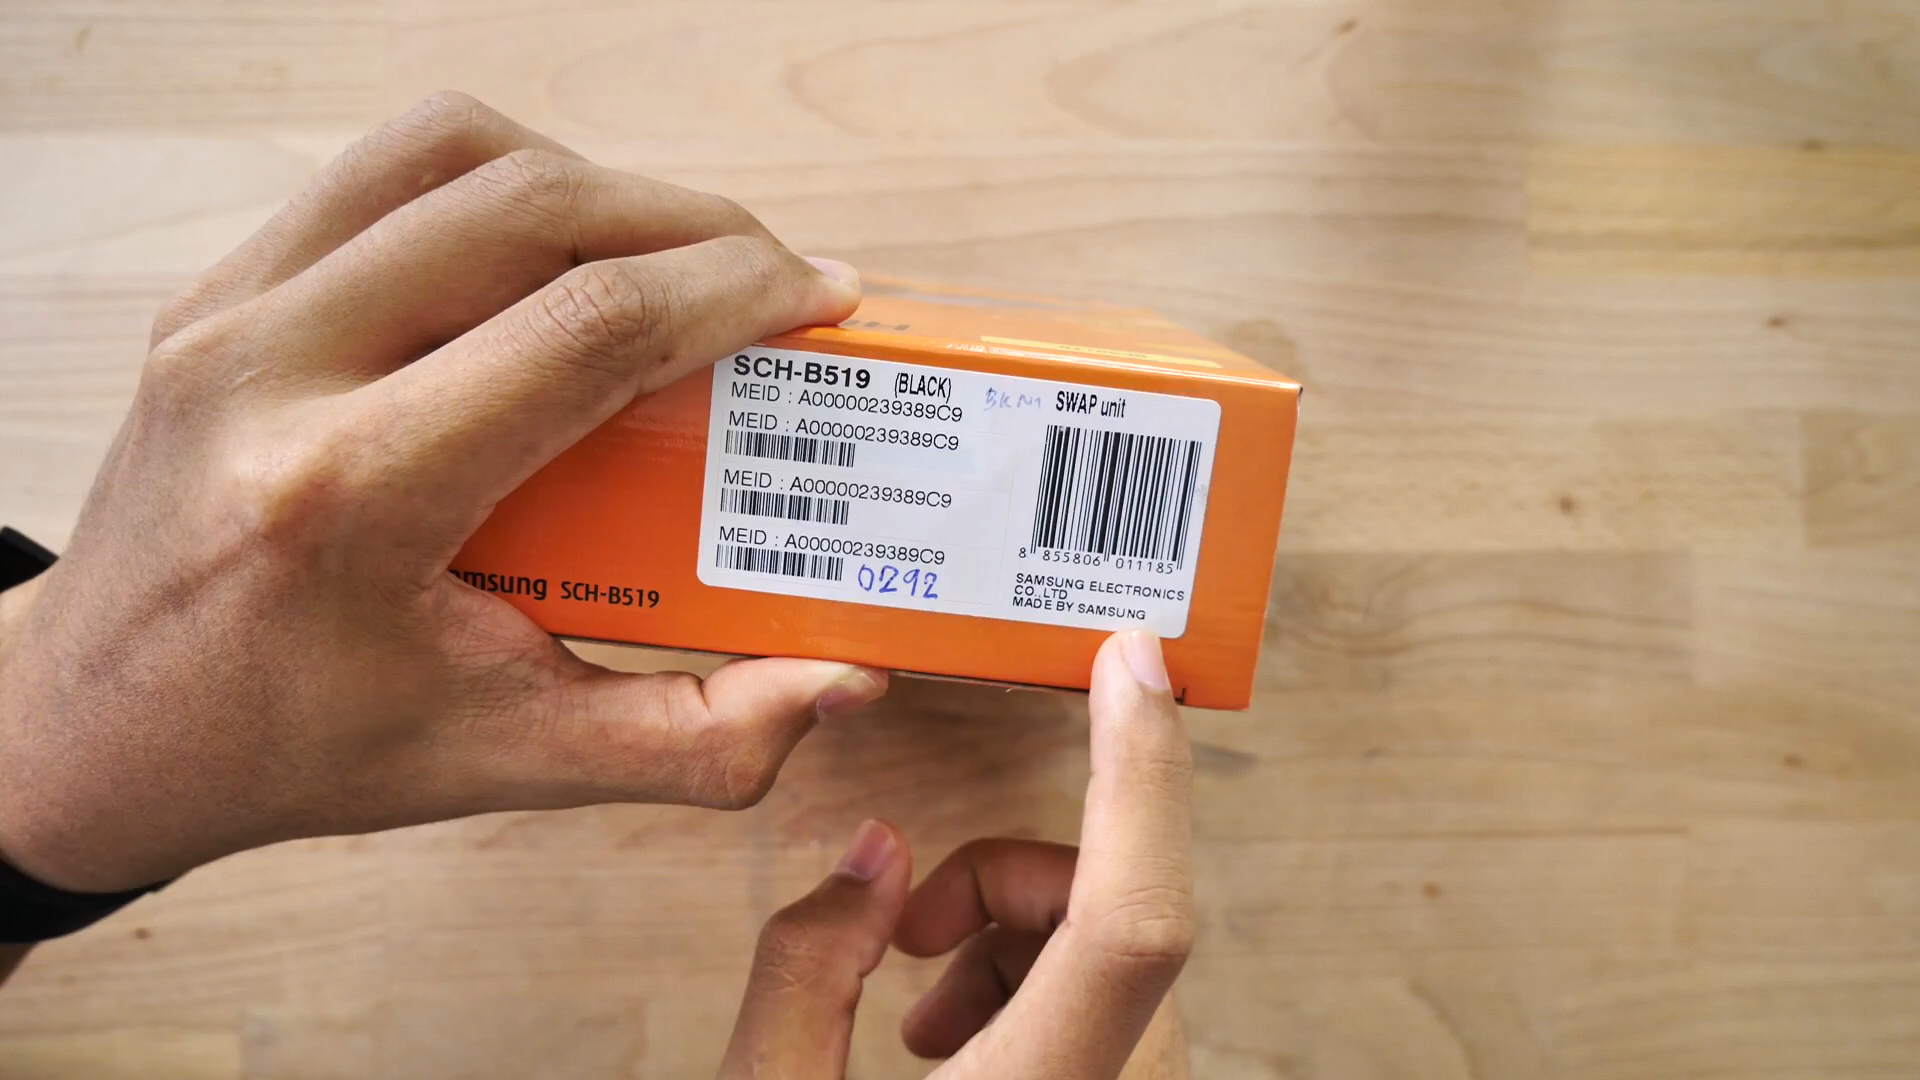 SCH-B519 (BLACK) SWAP unit
MEID : A00000239389C9
MEID : A00000239389C9
MEID : A00000239389C9
MEID : A00000239389C9
0292
8 855806 011185
SAMSUNG ELECTRONICS
CO.,LTD
MADE BY SAMSUNG
msung SCH-B519